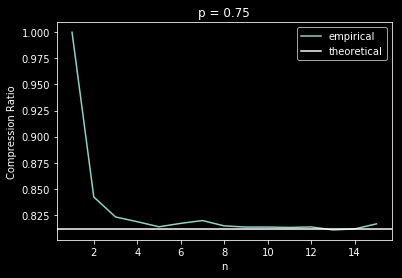 p = 0.75
empirical
theoretical
Compression Ratio
1.000
0.975
0.950
0.925
0.900
0.875
0.850
0.825
2 4 6 8 10 12 14
n